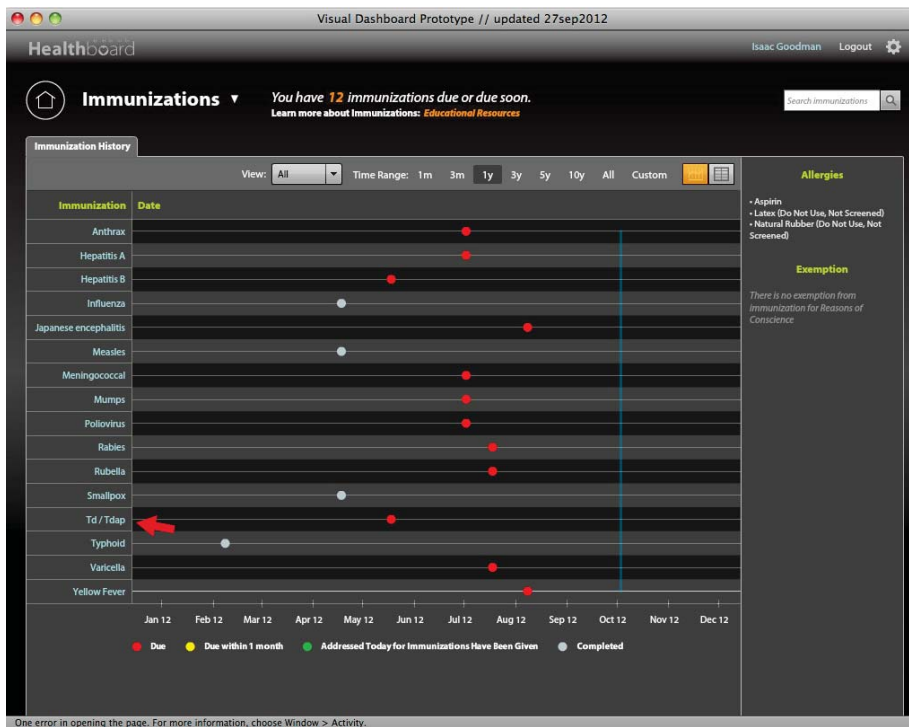 Visual Dashboard Prototype // updated 27sep2012
Healthboard
Isaac Goodman Logout
Immunizations
You have 12 immunizations due or due soon.
Learn more about Immunizations: Educational Resources
Search immunizations
Immunization History
View: All Time Range: 1m 3m 1y 3y 5y 10y All Custom
Immunization Date
Anthrax
Hepatitis A
Hepatitis B
Influenza
Japanese encephalitis
Measles
Meningococcal
Mumps
Poliovirus
Rabies
Rubella
Smallpox
Td / Tdap
Typhoid
Varicella
Yellow Fever
Jan 12 Feb 12 Mar 12 Apr 12 May 12 Jun 12 Jul 12 Aug 12 Sep 12 Oct 12 Nov 12 Dec 12
Due Due within 1 month Addressed Today for Immunizations Have Been Given Completed
Allergies
• Aspirin
• Latex (Do Not Use, Not Screened)
• Natural Rubber (Do Not Use, Not
Screened)
Exemption
There is no exemption from
immunization for Reasons of
Conscience
One error in opening the page. For more information, choose Window > Activity.